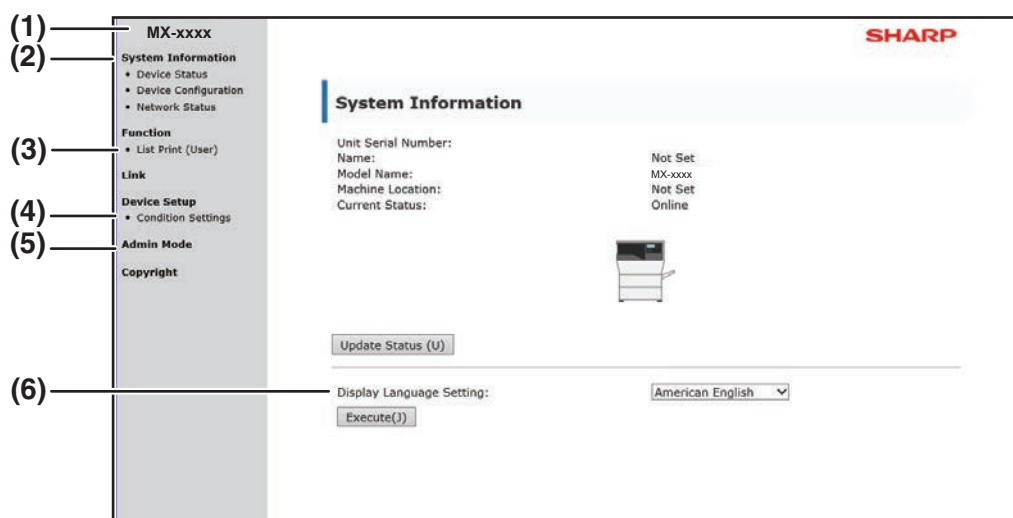 (1)
MX-xxxx
SHARP
(2)
System Information
• Device Status
• Device Configuration
• Network Status
Function
(3)
• List Print (User)
Link
Device Setup
(4)
• Condition Settings
(5)
Admin Mode
Copyright
System Information
Unit Serial Number:
Name: Not Set
Model Name: MX-xxxx
Machine Location: Not Set
Current Status: Online
Update Status (U)
(6)
Display Language Setting: American English
Execute(J)